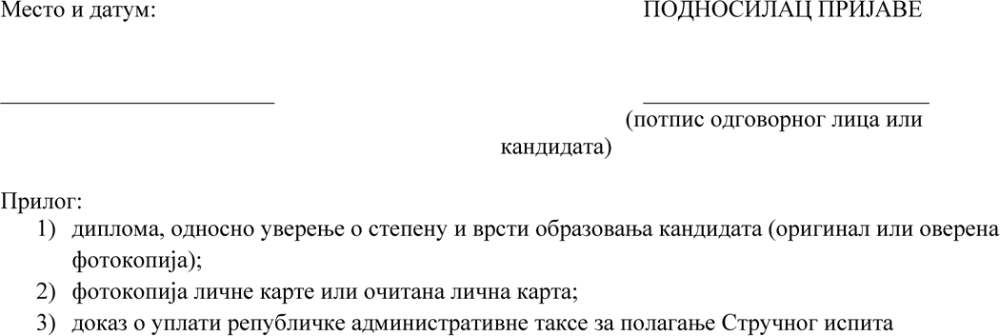 Место и датум: ПОДНОСИЛАЦ ПРИЈАВЕ
(потпис одговорног лица или
кандидата)
Прилог:
1) диплома, односно уверење о степену и врсти образовања кандидата (оригинал или оверена
фотокопија);
2) фотокопија личне карте или очитана лична карта;
3) доказ о уплати републичке административне таксе за полагање Стручног испита